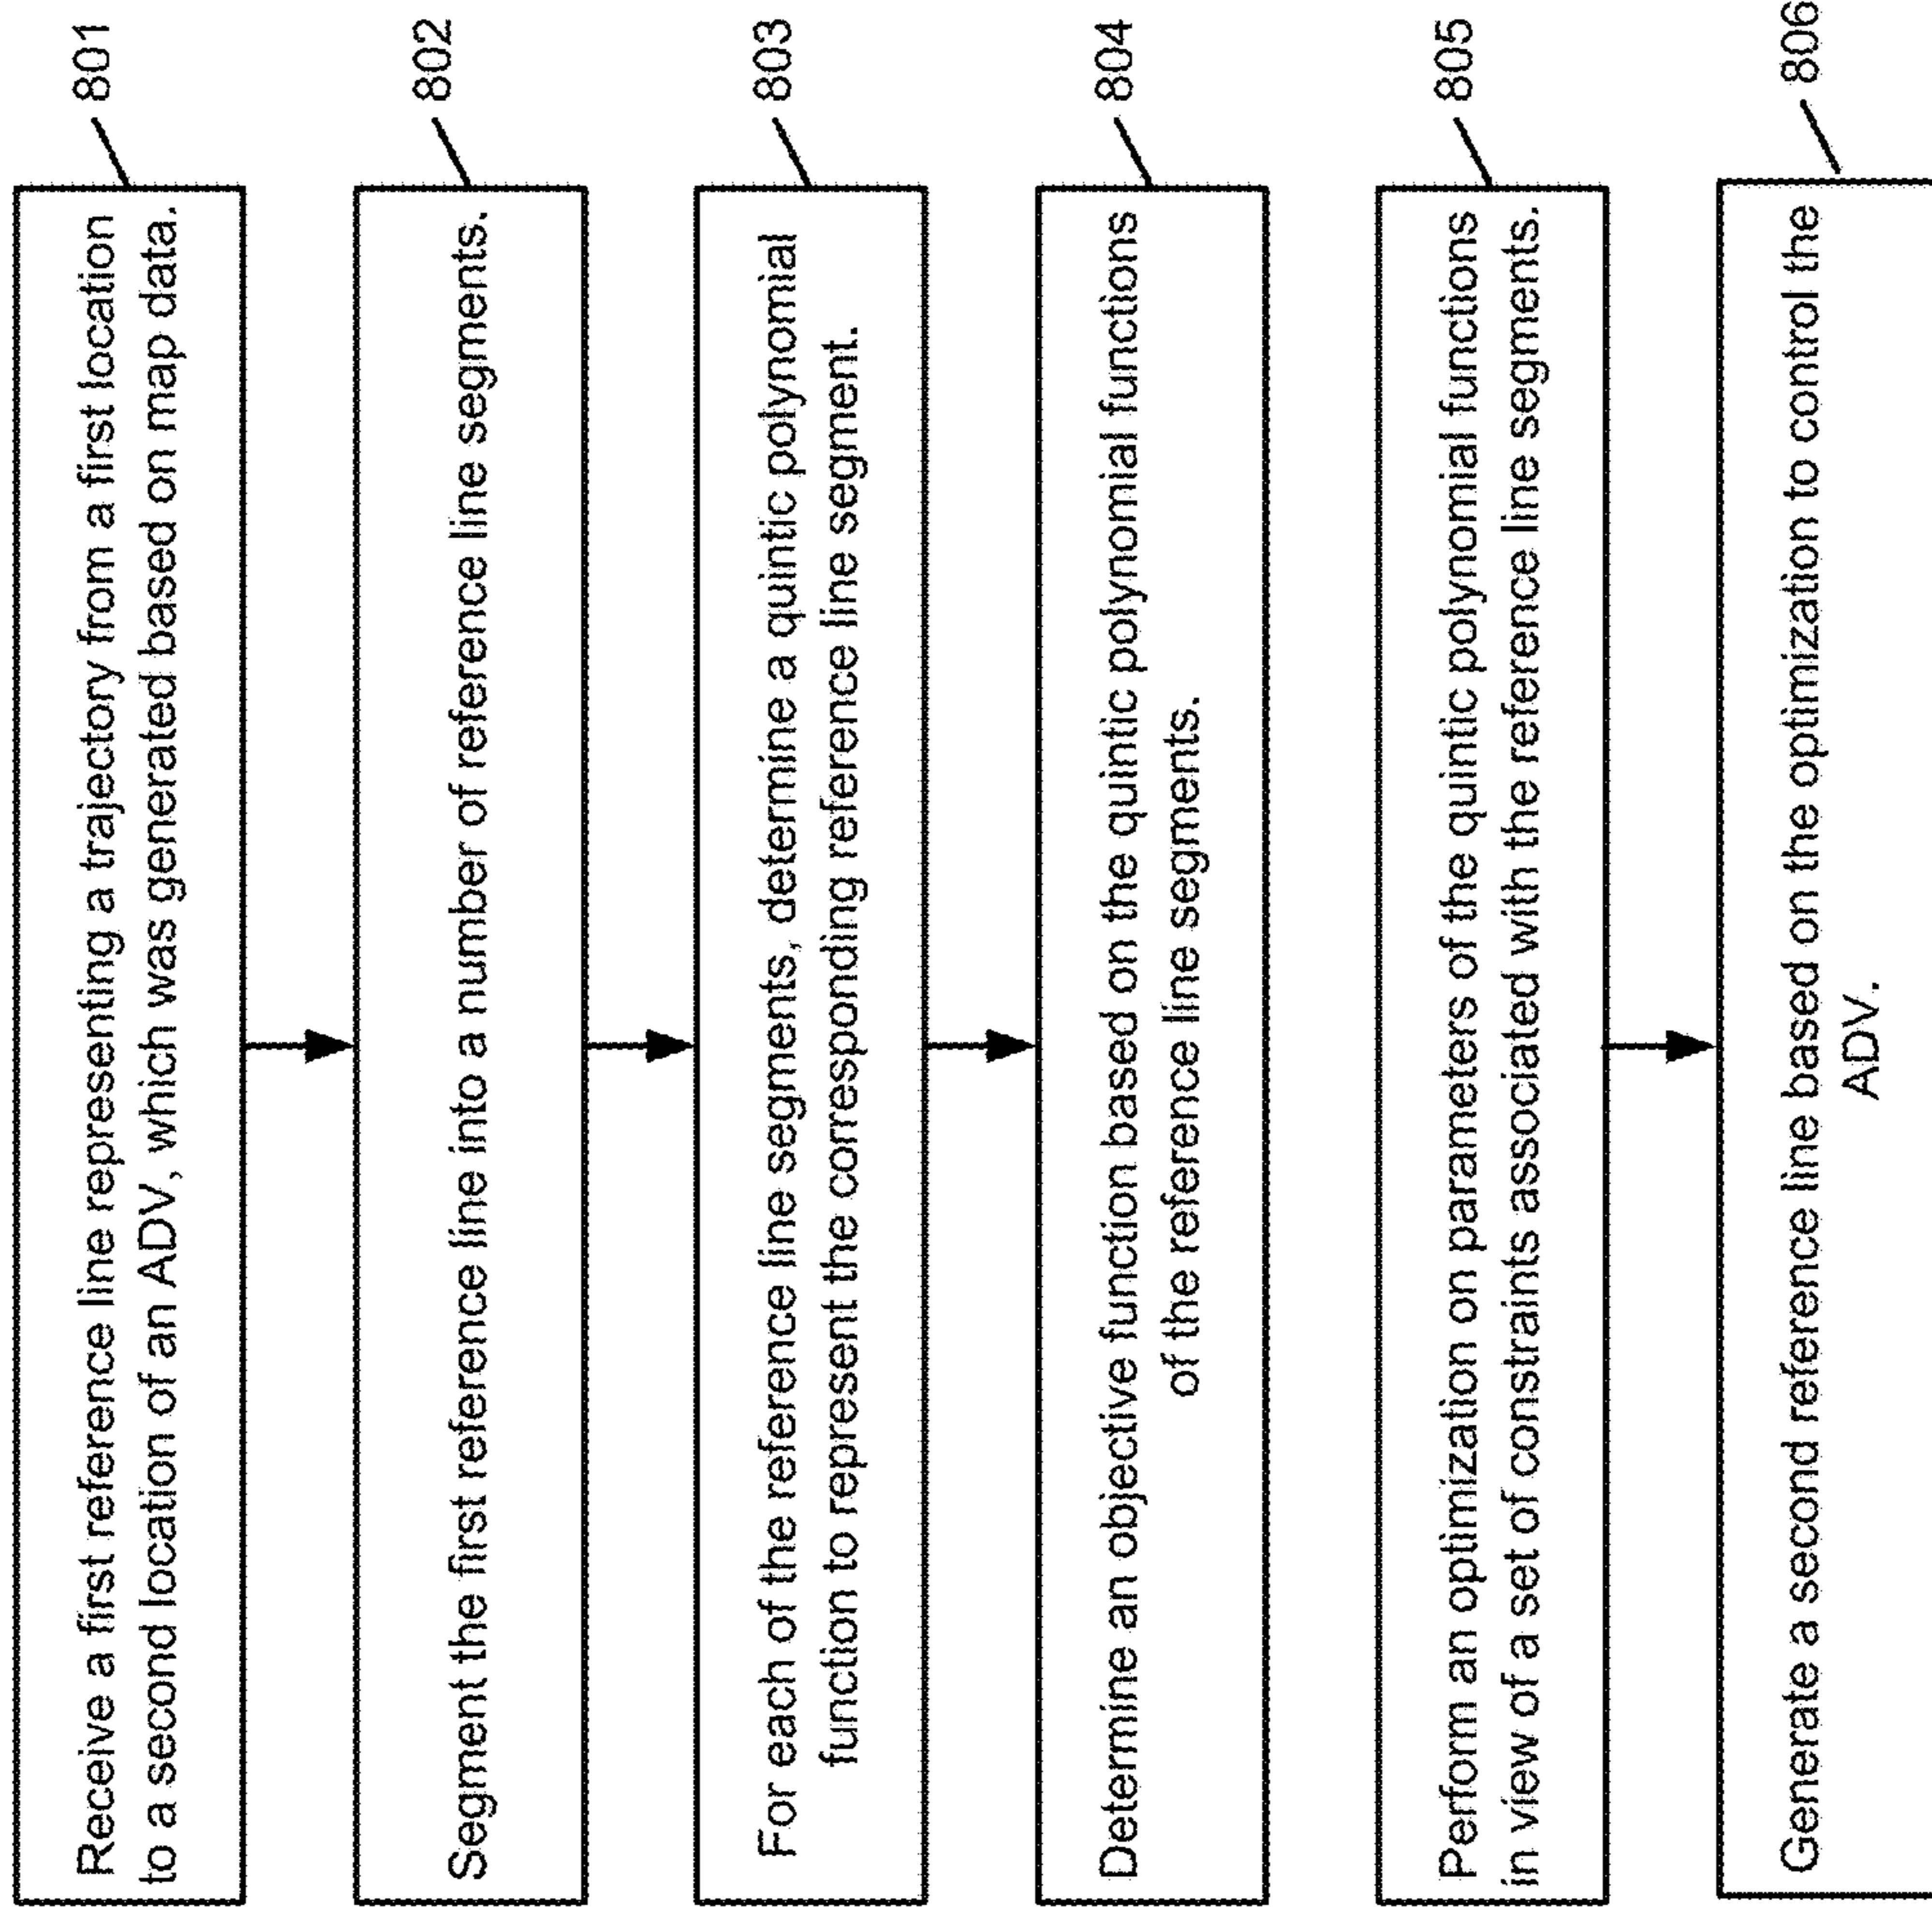 Receive a first reference line representing a trajectory from a first location
to a second location of an ADV, which was generated based on map data.
801
Segment the first reference line into a number of reference line segments.
802
For each of the reference line segments, determine a quintic polynomial
function to represent the corresponding reference line segment.
803
Determine an objective function based on the quintic polynomial functions
of the reference line segments.
804
Perform an optimization on parameters of the quintic polynomial functions
in view of a set of constraints associated with the reference line segments.
805
Generate a second reference line based on the optimization to control the
ADV.
806